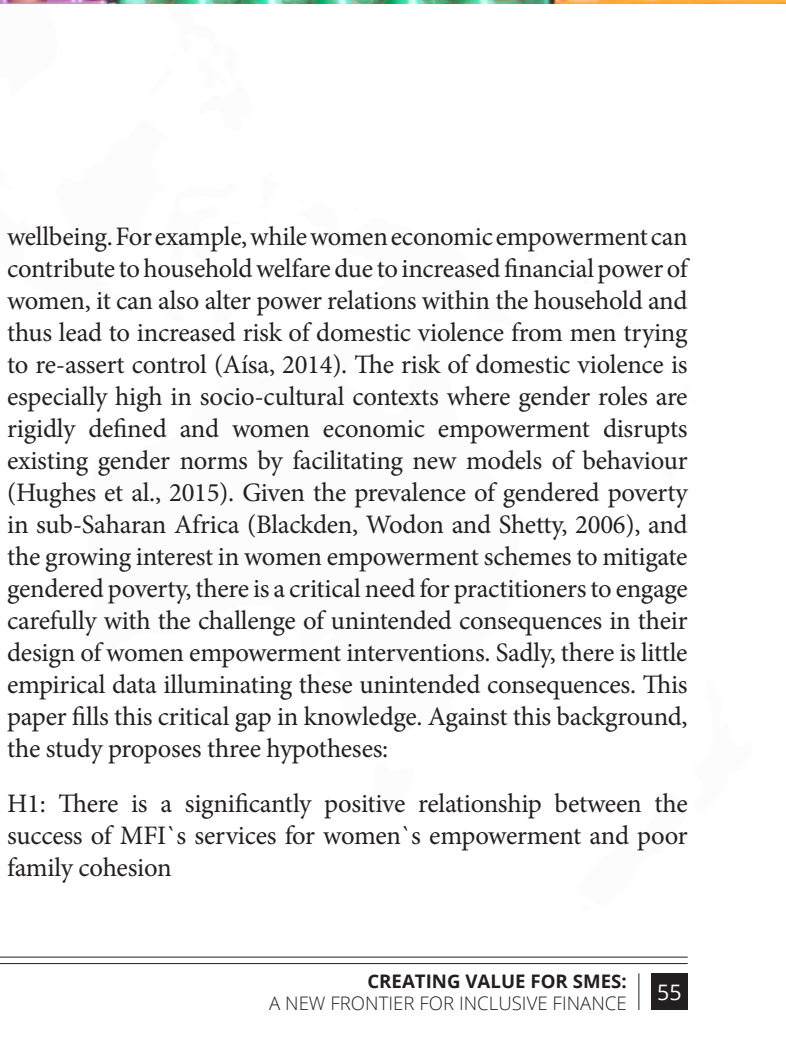 wellbeing. For example, while women economic empowerment can
contribute to household welfare due to increased financial power of
women, it can also alter power relations within the household and
thus lead to increased risk of domestic violence from men trying
to re-assert control (Aísa, 2014). The risk of domestic violence is
especially high in socio-cultural contexts where gender roles are
rigidly defined and women economic empowerment disrupts
existing gender norms by facilitating new models of behaviour
(Hughes et al., 2015). Given the prevalence of gendered poverty
in sub-Saharan Africa (Blackden, Wodon and Shetty, 2006), and
the growing interest in women empowerment schemes to mitigate
gendered poverty, there is a critical need for practitioners to engage
carefully with the challenge of unintended consequences in their
design of women empowerment interventions. Sadly, there is little
empirical data illuminating these unintended consequences. This
paper fills this critical gap in knowledge. Against this background,
the study proposes three hypotheses:
H1: There is a significantly positive relationship between the
success of MFI`s services for women`s empowerment and poor
family cohesion
CREATING VALUE FOR SMES:
A NEW FRONTIER FOR INCLUSIVE FINANCE
55